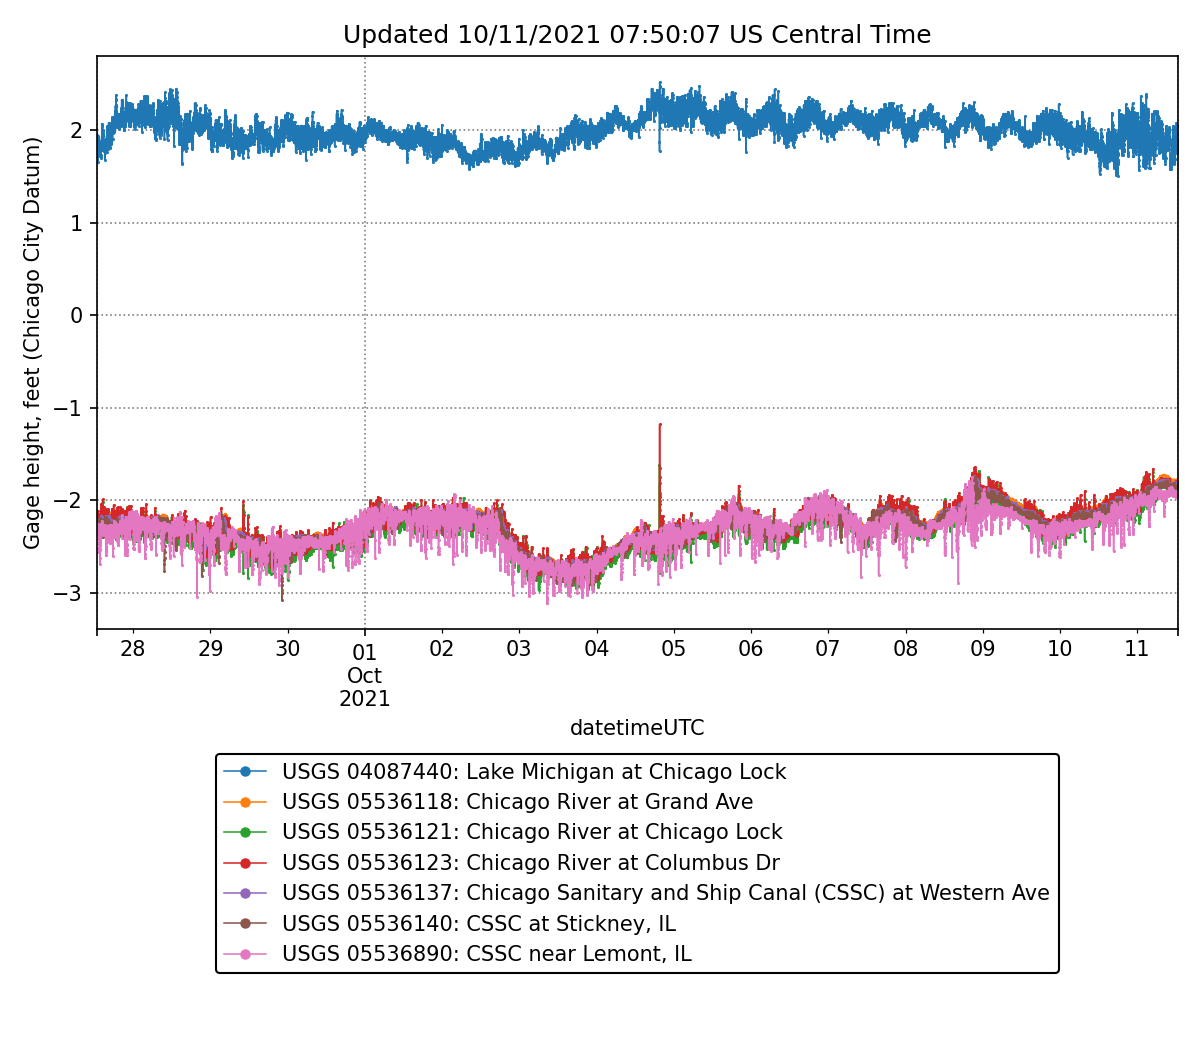 Updated 10/11/2021 07:50:07 US Central Time
Gage height, feet (Chicago City Datum)
2
1
0
−1
−2
−3
28 29 30 01 02 03 04 05 06 07 08 09 10 11
Oct
2021
datetimeUTC
USGS 04087440: Lake Michigan at Chicago Lock
USGS 05536118: Chicago River at Grand Ave
USGS 05536121: Chicago River at Chicago Lock
USGS 05536123: Chicago River at Columbus Dr
USGS 05536137: Chicago Sanitary and Ship Canal (CSSC) at Western Ave
USGS 05536140: CSSC at Stickney, IL
USGS 05536890: CSSC near Lemont, IL